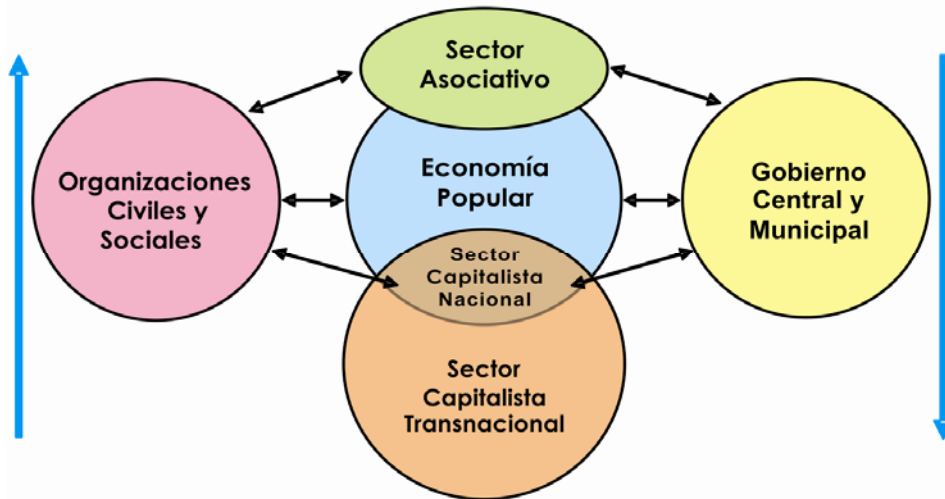 Sector
Asociativo
Organizaciones
Civiles y
Sociales
Economía
Popular
Gobierno
Central y
Municipal
Sector
Capitalista
Nacional
Sector
Capitalista
Transnacional